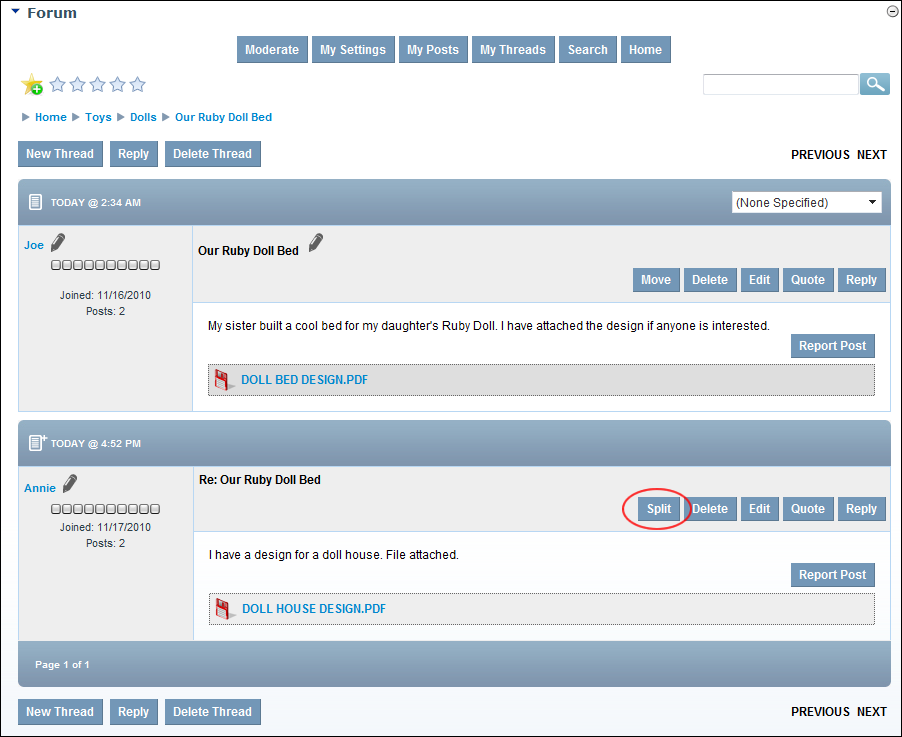 Forum
Moderate My Settings My Posts My Threads Search Home
Home Toys Dolls Our Ruby Doll Bed
New Thread Reply Delete Thread PREVIOUS NEXT
TODAY @ 2:34 AM (None Specified)
Joe
Our Ruby Doll Bed
Move Delete Edit Quote Reply
Joined: 11/16/2010
Posts: 2
My sister built a cool bed for my daughter's Ruby Doll. I have attached the design if anyone is interested.
Report Post
DOLL BED DESIGN.PDF
TODAY @ 4:52 PM
Annie
Re: Our Ruby Doll Bed
Split Delete Edit Quote Reply
Joined: 11/17/2010
Posts: 2
I have a design for a doll house. File attached.
Report Post
DOLL HOUSE DESIGN.PDF
Page 1 of 1
New Thread Reply Delete Thread PREVIOUS NEXT